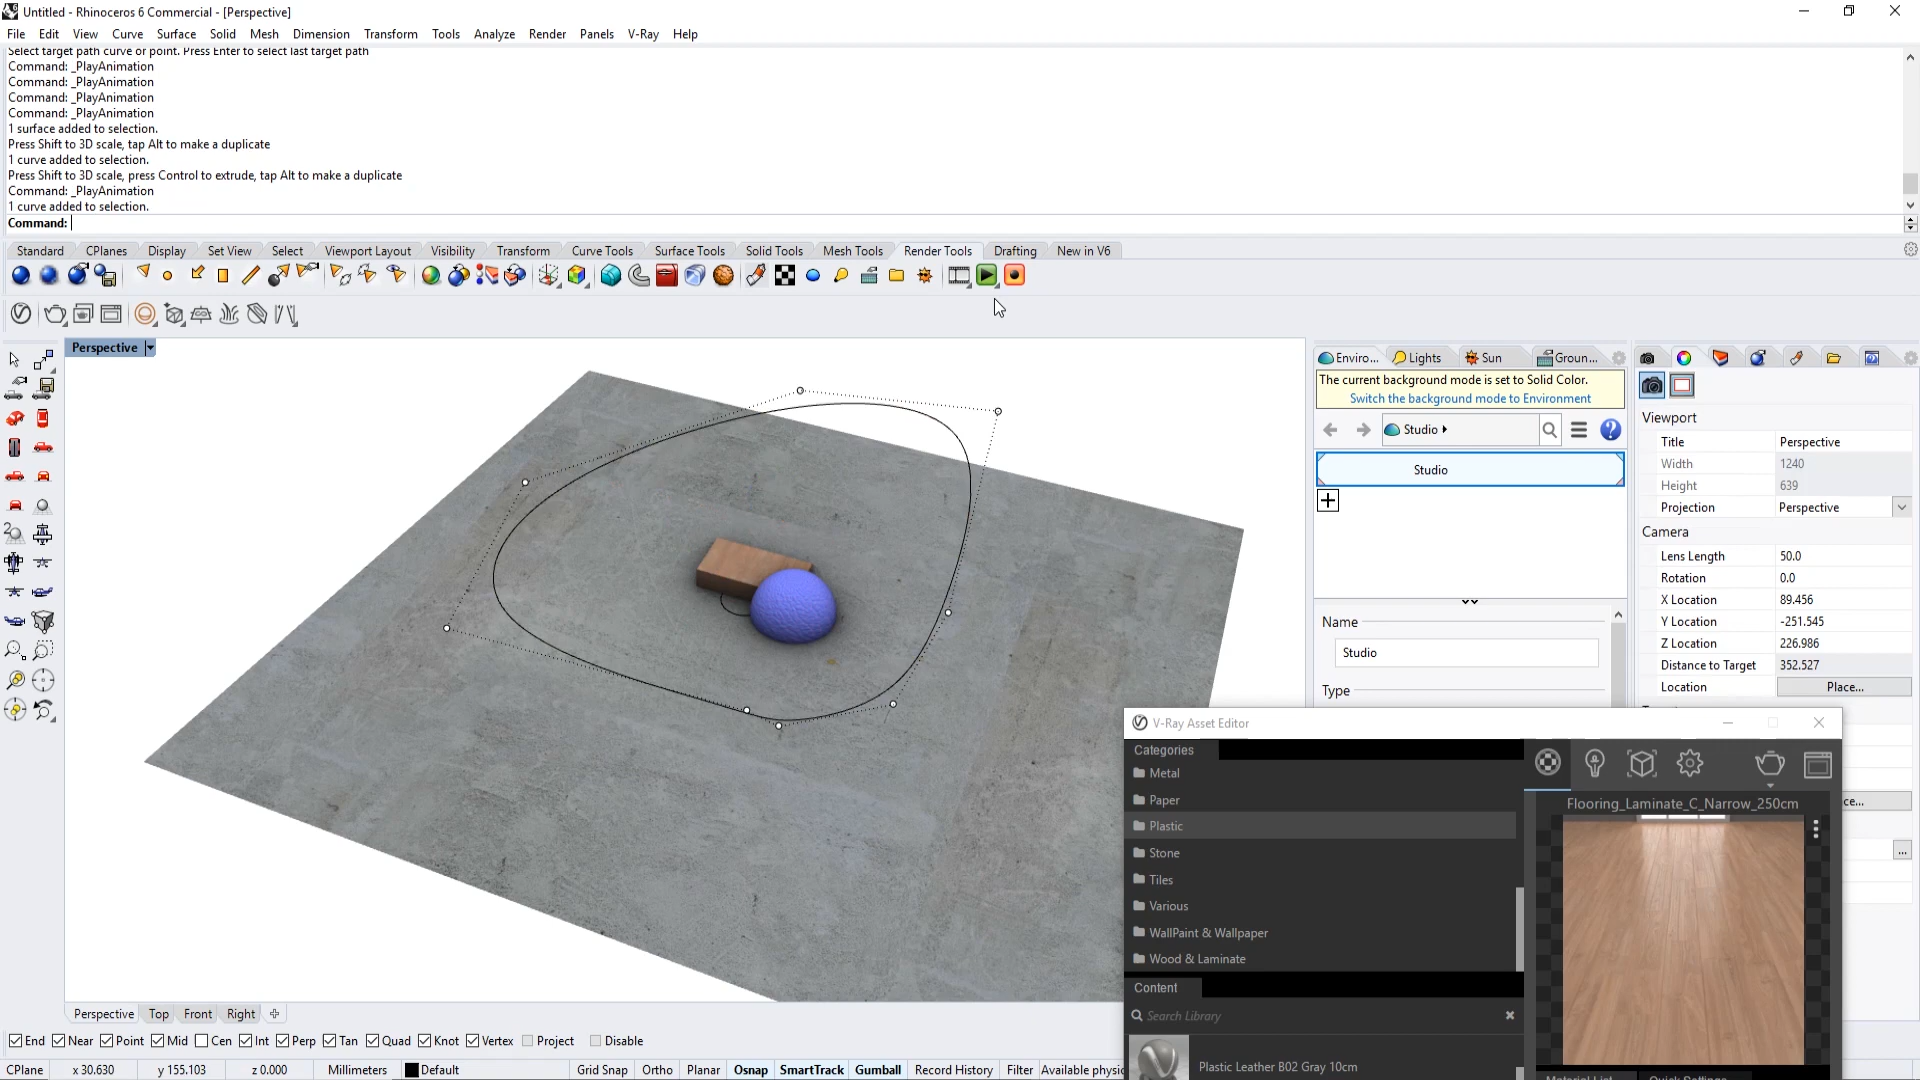 Untitled - Rhinoceros 6 Commercial - [Perspective]
File Edit View Curve Surface Solid Mesh Dimension Transform Tools Analyze Render Panels V-Ray Help
Select target path curve or point. Press Enter to select last target path
Command: _PlayAnimation
Command: _PlayAnimation
Command: _PlayAnimation
Command: _PlayAnimation
1 surface added to selection.
Press Shift to 3D scale, tap Alt to make a duplicate
1 curve added to selection.
Press Shift to 3D scale, press Control to extrude, tap Alt to make a duplicate
Command: _PlayAnimation
1 curve added to selection.
Command:
Standard CPlanes Display Set View Select Viewport Layout Visibility Transform Curve Tools Surface Tools Solid Tools Mesh Tools Render Tools Drafting New in V6
Perspective
Enviro... Lights Sun Groun...
The current background mode is set to Solid Color.
Switch the background mode to Environment
Studio
Studio
Name
Studio
Type
Viewport
Title Perspective
Width 1240
Height 639
Projection Perspective
Camera
Lens Length 50.0
Rotation 0.0
X Location 89.456
Y Location -251.545
Z Location 226.986
Distance to Target 352.527
Location Place...
ce...
...
V-Ray Asset Editor
Categories
Metal
Paper
Plastic
Stone
Tiles
Various
WallPaint & Wallpaper
Wood & Laminate
Content
Search Library
Plastic Leather B02 Gray 10cm
Flooring_Laminate_C_Narrow_250cm
Material List Quick Settings
Perspective Top Front Right
End Near Point Mid Cen Int Perp Tan Quad Knot Vertex Project Disable
CPlane x 30.630 y 155.103 z 0.000 Millimeters Default Grid Snap Ortho Planar Osnap SmartTrack Gumball Record History Filter Available physic